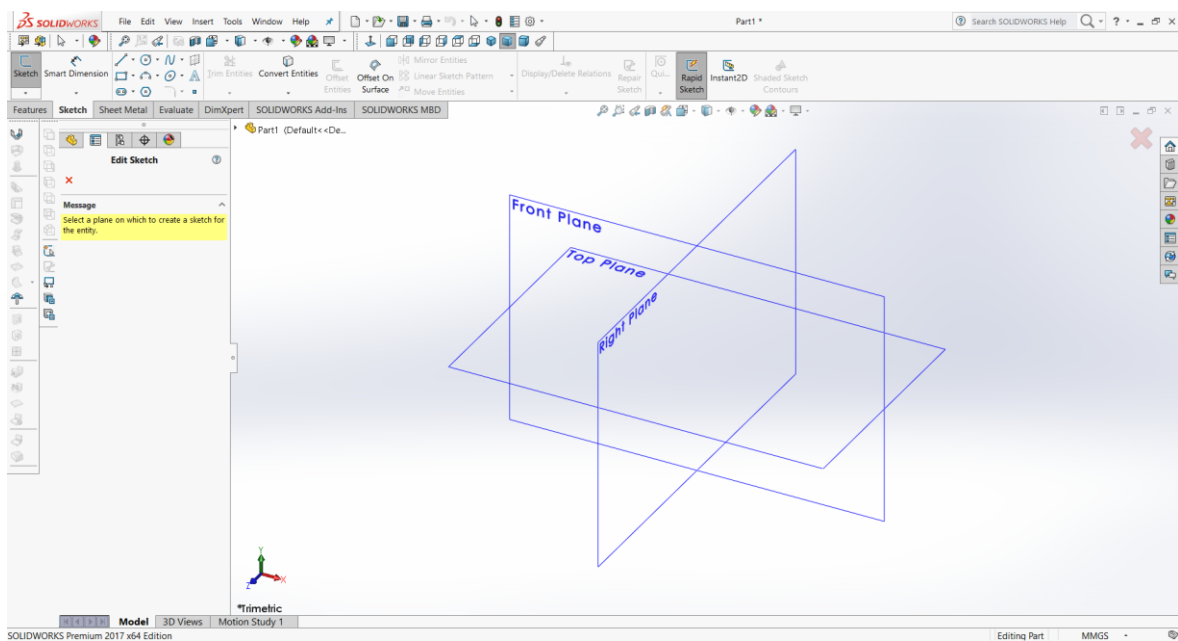 SOLIDWORKS File Edit View Insert Tools Window Help Part1 * Search SOLIDWORKS Help ?
Sketch Smart Dimension Trim Entities Convert Entities Offset Entities Offset On Surface Mirror Entities Linear Sketch Pattern Move Entities Display/Delete Relations Repair Sketch Qui... Rapid Sketch Instant2D Shaded Sketch Contours
Features Sketch Sheet Metal Evaluate DimXpert SOLIDWORKS Add-Ins SOLIDWORKS MBD
Part1 (Default<<De...
Edit Sketch
Message
Select a plane on which to create a sketch for
the entity.
Front Plane
Top Plane
Right Plane
Y
Z X
*Trimetric
Model 3D Views Motion Study 1
SOLIDWORKS Premium 2017 x64 Edition Editing Part MMGS -